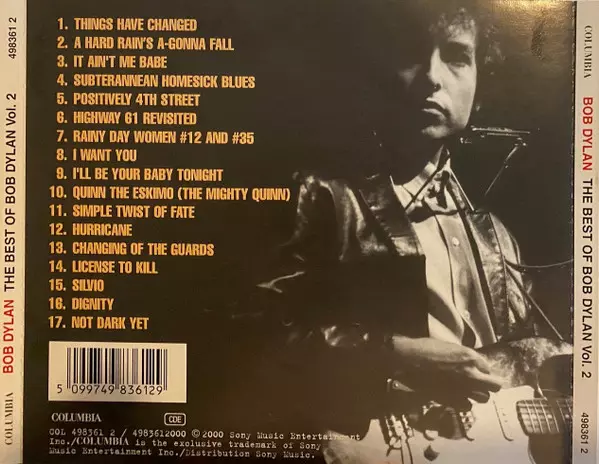 498361 2
BOB DYLAN THE BEST OF BOB DYLAN Vol. 2
COLUMBIA
1. THINGS HAVE CHANGED
2. A HARD RAIN'S A-GONNA FALL
3. IT AIN'T ME BABE
4. SUBTERANNEAN HOMESICK BLUES
5. POSITIVELY 4TH STREET
6. HIGHWAY 61 REVISITED
7. RAINY DAY WOMEN #12 AND #35
8. I WANT YOU
9. I'LL BE YOUR BABY TONIGHT
10. QUINN THE ESKIMO (THE MIGHTY QUINN)
11. SIMPLE TWIST OF FATE
12. HURRICANE
13. CHANGING OF THE GUARDS
14. LICENSE TO KILL
15. SILVIO
16. DIGNITY
17. NOT DARK YET
5 099749 836129
COLUMBIA
CDE
COL 498361 2 / 4983612000 ©2000 Sony Music Entertainment
Inc./COLUMBIA is the exclusive trademark of Sony
Music Entertainment Inc./Distribution Sony Music.
COLUMBIA
BOB DYLAN THE BEST OF BOB DYLAN Vol. 2
498361 2